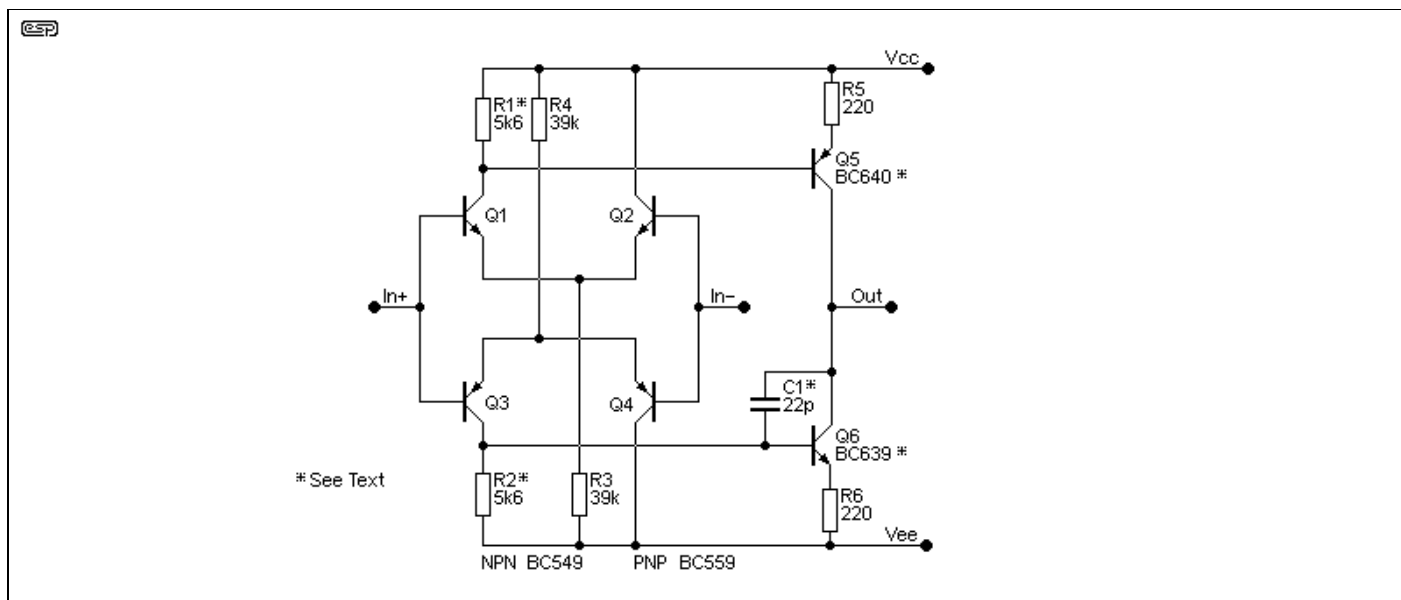 esp
Vcc
R1*
5k6
R4
39k
R5
220
Q5
BC640 *
Q1
Q2
In+
In-
Out
C1*
22p
Q3
Q4
Q6
BC639 *
*See Text
R2*
5k6
R3
39k
R6
220
Vee
NPN BC549
PNP BC559